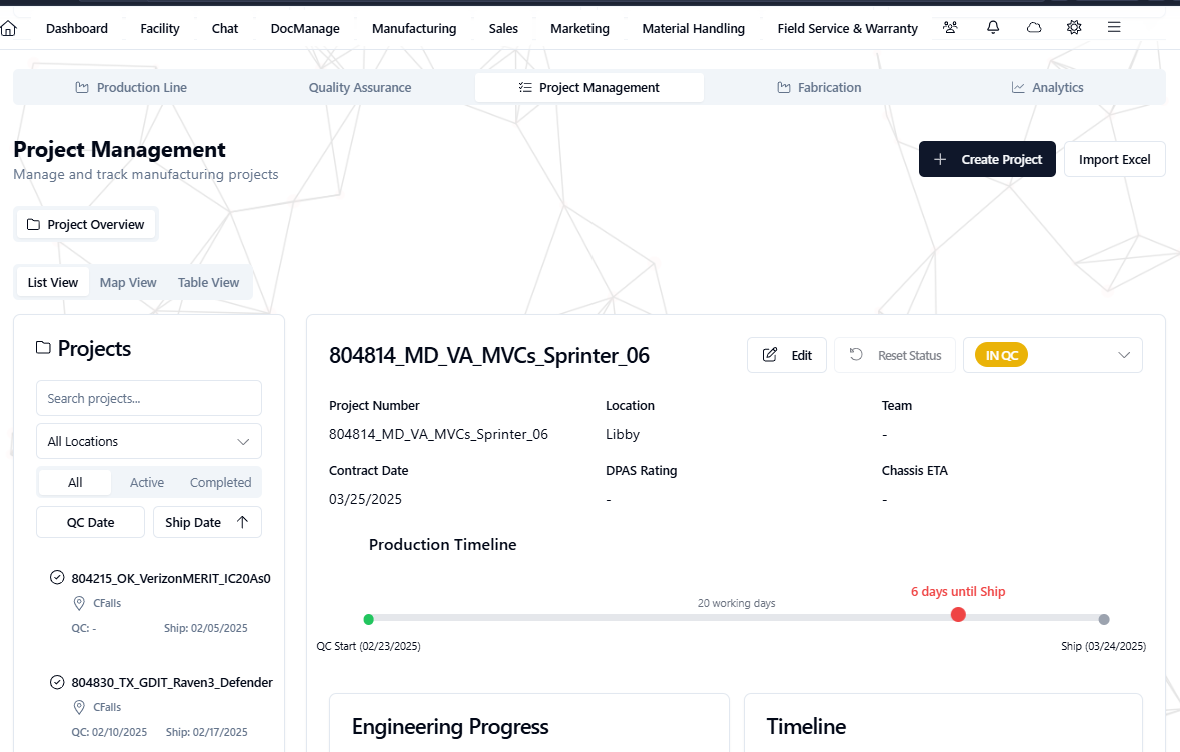 Dashboard Facility Chat DocManage Manufacturing Sales Marketing Material Handling Field Service & Warranty
Production Line Quality Assurance Project Management Fabrication Analytics
Project Management
Manage and track manufacturing projects
Create Project Import Excel
Project Overview
List View Map View Table View
Projects
Search projects...
All Locations
All Active Completed
QC Date Ship Date
804215_OK_VerizonMERIT_IC20As0
CFalls
QC: - Ship: 02/05/2025
804830_TX_GDIT_Raven3_Defender
CFalls
QC: 02/10/2025 Ship: 02/17/2025
804814_MD_VA_MVCs_Sprinter_06
Edit Reset Status IN QC
Project Number Location Team
804814_MD_VA_MVCs_Sprinter_06 Libby -
Contract Date DPAS Rating Chassis ETA
03/25/2025 - -
Production Timeline
6 days until Ship
20 working days
QC Start (02/23/2025) Ship (03/24/2025)
Engineering Progress Timeline